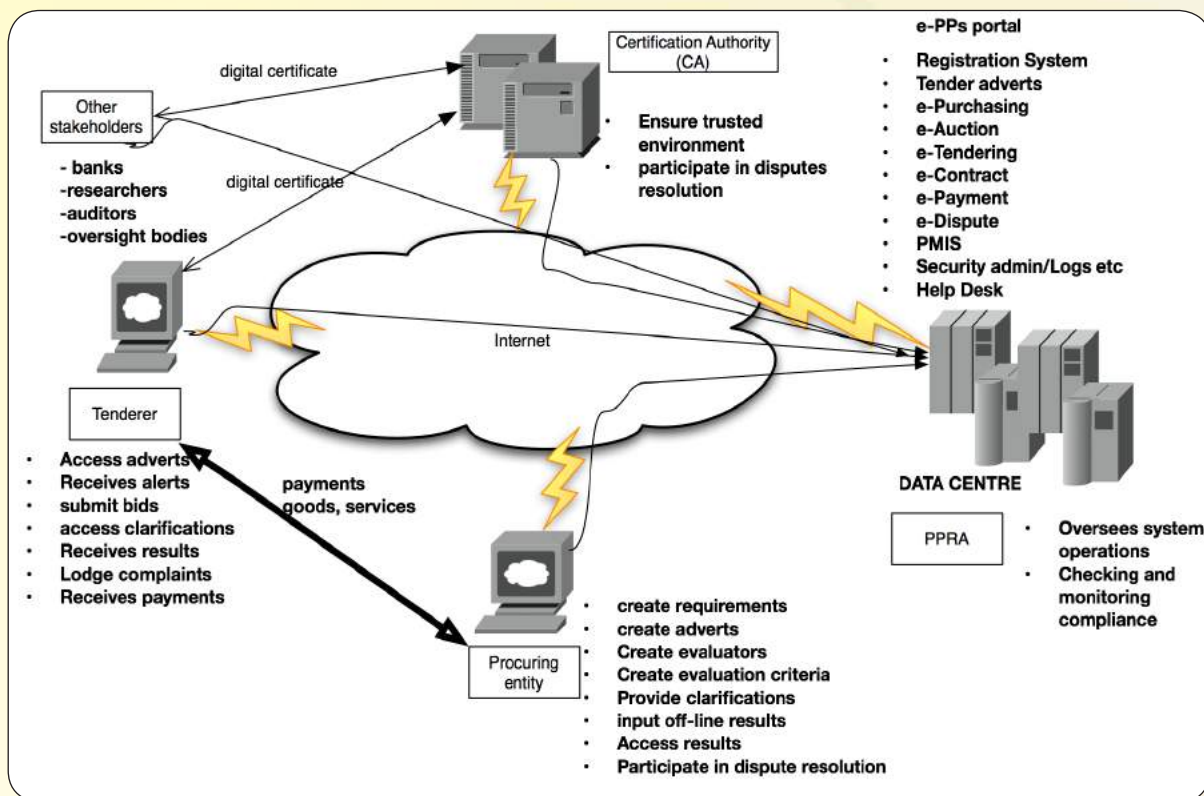 digital certificate
Certification Authority
(CA)
Other
stakeholders
- banks
-researchers
-auditors
-oversight bodies
digital certificate
• Ensure trusted
environment
• participate in disputes
resolution
e-PPs portal
• Registration System
• Tender adverts
• e-Purchasing
• e-Auction
• e-Tendering
• e-Contract
• e-Payment
• e-Dispute
• PMIS
• Security admin/Logs etc
• Help Desk
Internet
Tenderer
• Access adverts
• Receives alerts
• submit bids
• access clarifications
• Receives results
• Lodge complaints
• Receives payments
payments
goods, services
DATA CENTRE
PPRA
• Oversees system
operations
• Checking and
monitoring
compliance
Procuring
entity
• create requirements
• create adverts
• Create evaluators
• Create evaluation criteria
• Provide clarifications
• input off-line results
• Access results
• Participate in dispute resolution